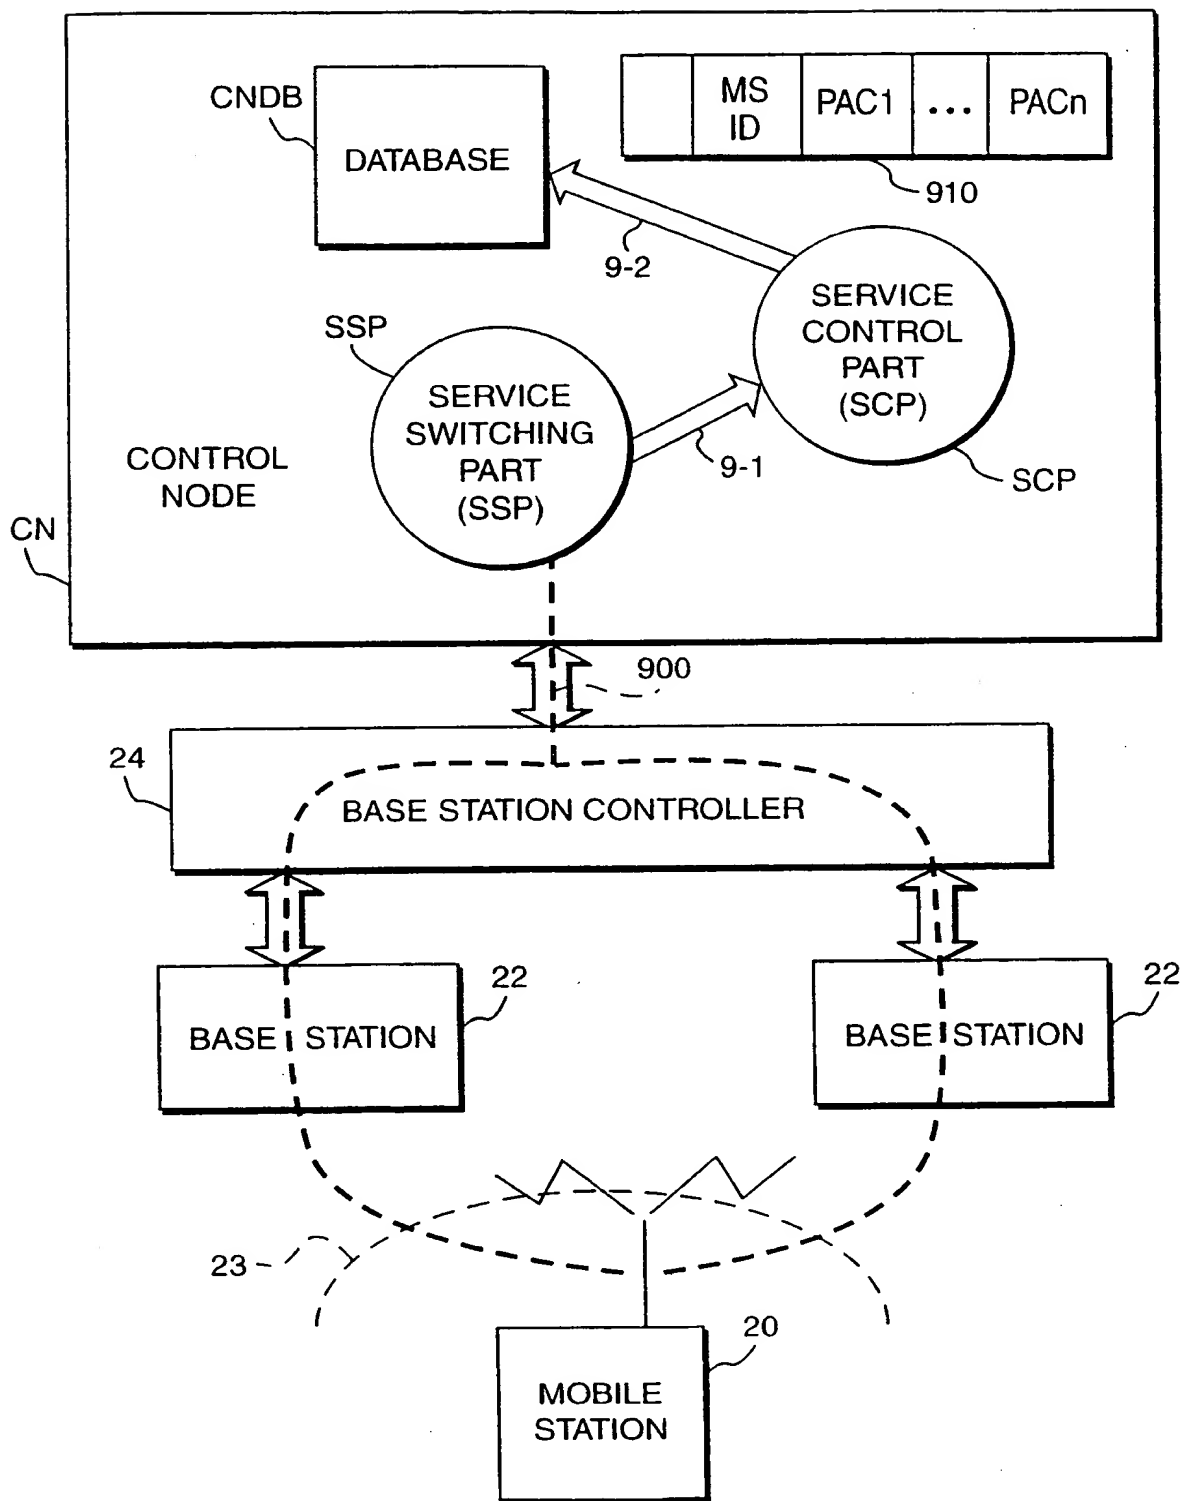 CNDB
DATABASE
MS
ID
PAC1
...
PACn
910
9-2
SERVICE
CONTROL
PART
(SCP)
SSP
SERVICE
SWITCHING
PART
(SSP)
9-1
SCP
CONTROL
NODE
CN
900
24
BASE STATION CONTROLLER
22
BASE STATION
22
BASE STATION
23
20
MOBILE
STATION